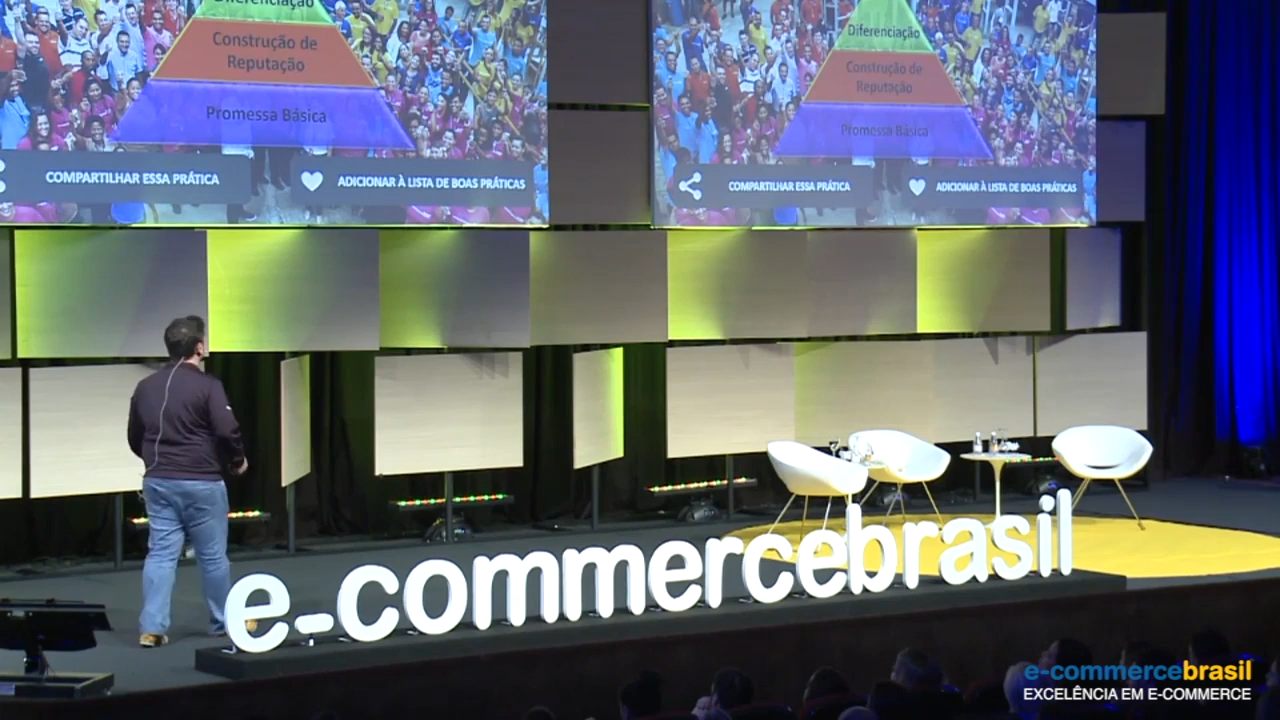 Diferenciação
Construção de
Reputação
Promessa Básica
COMPARTILHAR ESSA PRÁTICA
ADICIONAR À LISTA DE BOAS PRÁTICAS
Diferenciação
Construção de
Reputação
Promessa Básica
COMPARTILHAR ESSA PRÁTICA
ADICIONAR À LISTA DE BOAS PRÁTICAS
e-commercebrasil
e-commercebrasil
EXCELÊNCIA EM E-COMMERCE